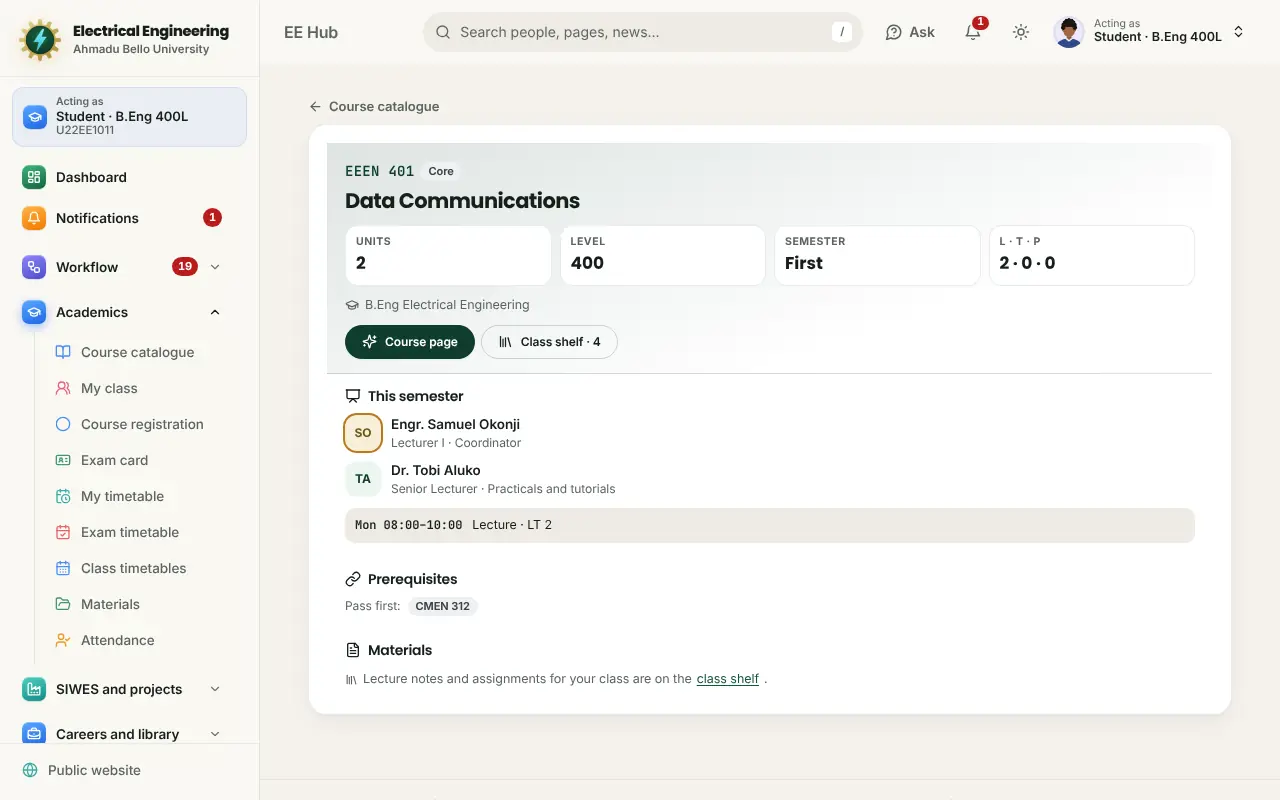 Electrical Engineering
Ahmadu Bello University
EE Hub
Search people, pages, news...
/
Ask
1
Acting as
Student · B.Eng 400L
Acting as
Student · B.Eng 400L
U22EE1011
Dashboard
Notifications
1
Workflow
19
Academics
Course catalogue
My class
Course registration
Exam card
My timetable
Exam timetable
Class timetables
Materials
Attendance
SIWES and projects
Careers and library
Public website
Course catalogue
EEEN 401 Core
Data Communications
UNITS
2
LEVEL
400
SEMESTER
First
L · T · P
2 · 0 · 0
B.Eng Electrical Engineering
Course page
Class shelf · 4
This semester
SO
Engr. Samuel Okonji
Lecturer I · Coordinator
TA
Dr. Tobi Aluko
Senior Lecturer · Practicals and tutorials
Mon 08:00–10:00 Lecture · LT 2
Prerequisites
Pass first: CMEN 312
Materials
Lecture notes and assignments for your class are on the class shelf .